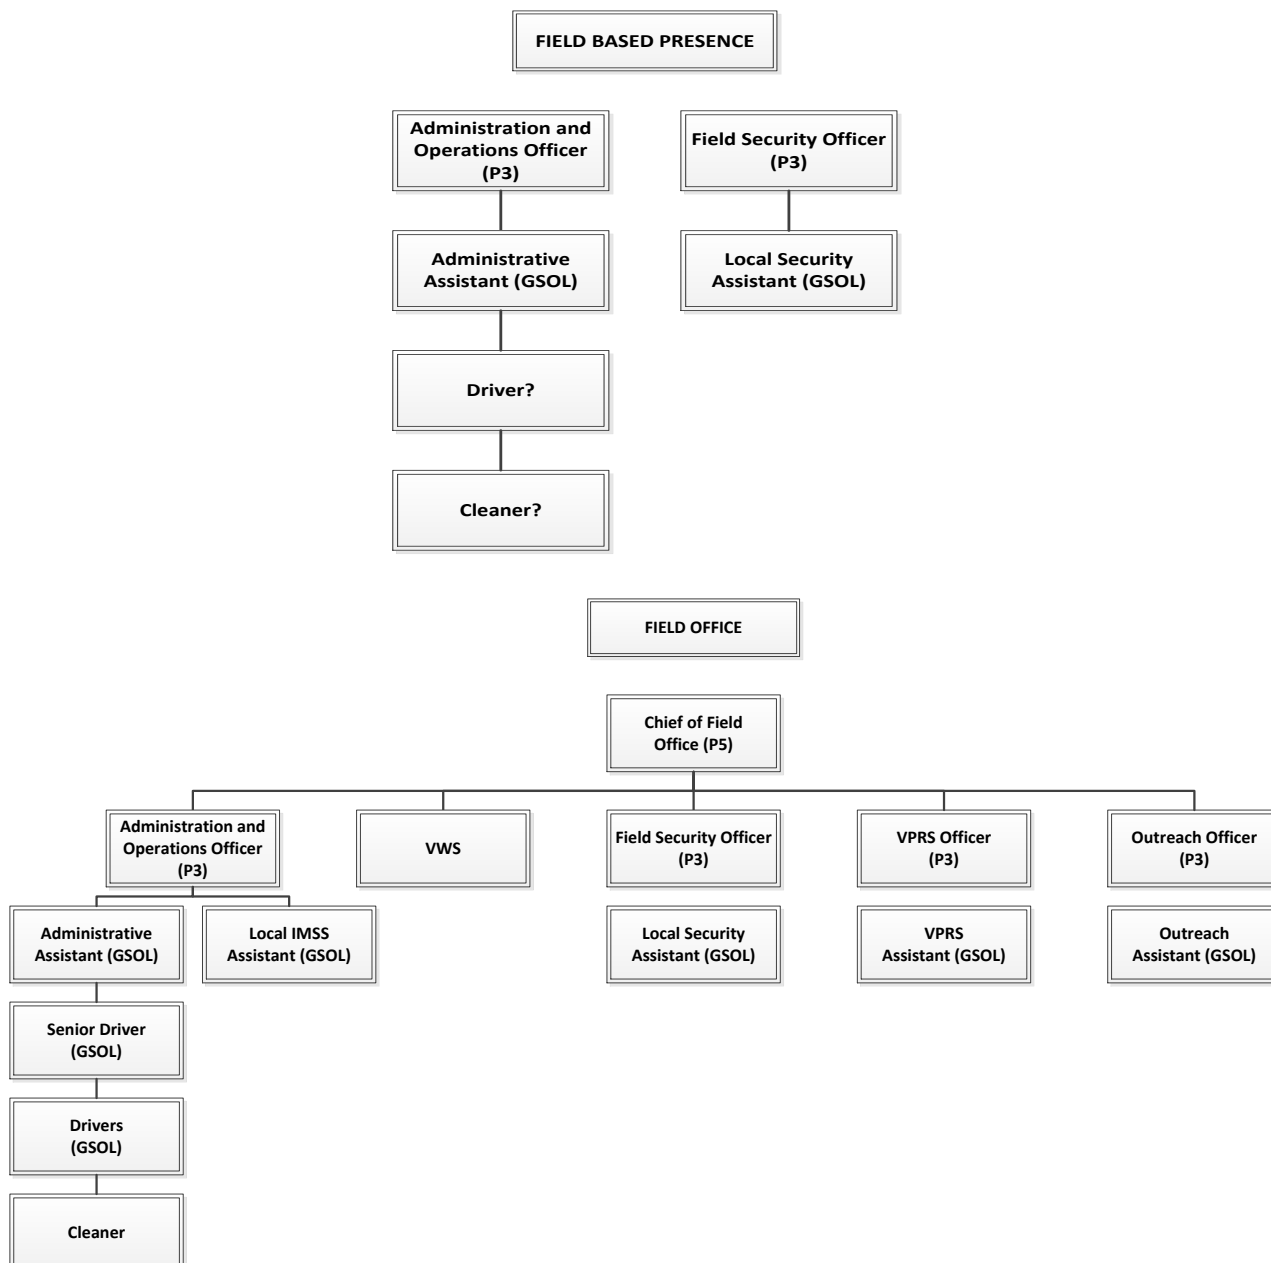 FIELD BASED PRESENCE
Administration and
Operations Officer
(P3)
Field Security Officer
(P3)
Administrative
Assistant (GSOL)
Local Security
Assistant (GSOL)
Driver?
Cleaner?
FIELD OFFICE
Chief of Field
Office (P5)
Administration and
Operations Officer
(P3)
VWS
Field Security Officer
(P3)
VPRS Officer
(P3)
Outreach Officer
(P3)
Administrative
Assistant (GSOL)
Local IMSS
Assistant (GSOL)
Local Security
Assistant (GSOL)
VPRS
Assistant (GSOL)
Outreach
Assistant (GSOL)
Senior Driver
(GSOL)
Drivers
(GSOL)
Cleaner